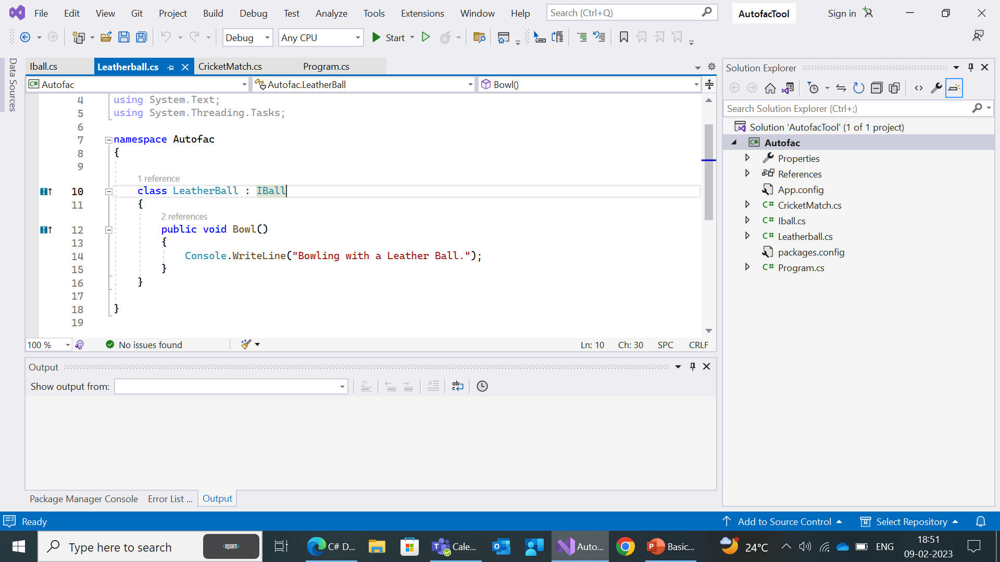 File Edit View Git Project Build Debug Test Analyze Tools Extensions Window Help Search (Ctrl+Q) AutofacTool Sign in
Debug Any CPU Start
Data Sources
Iball.cs Leatherball.cs CricketMatch.cs Program.cs
C# Autofac Autofac.LeatherBall Bowl()
4 using System.Text;
5 using System.Threading.Tasks;
6
7 namespace Autofac
8 {
9
1 reference
10 class LeatherBall : IBall
11 {
2 references
12 public void Bowl()
13 {
14 Console.WriteLine("Bowling with a Leather Ball.");
15 }
16 }
17
18 }
19
100 % No issues found Ln: 10 Ch: 30 SPC CRLF
Output
Show output from:
Package Manager Console Error List ... Output
Solution Explorer
Search Solution Explorer (Ctrl+;)
Solution 'AutofacTool' (1 of 1 project)
C# Autofac
Properties
References
App.config
C# CricketMatch.cs
C# Iball.cs
C# Leatherball.cs
packages.config
C# Program.cs
Ready Add to Source Control Select Repository
Type here to search <epam> C# D... Cale... Auto... Basic... 24°C ENG 18:51
09-02-2023